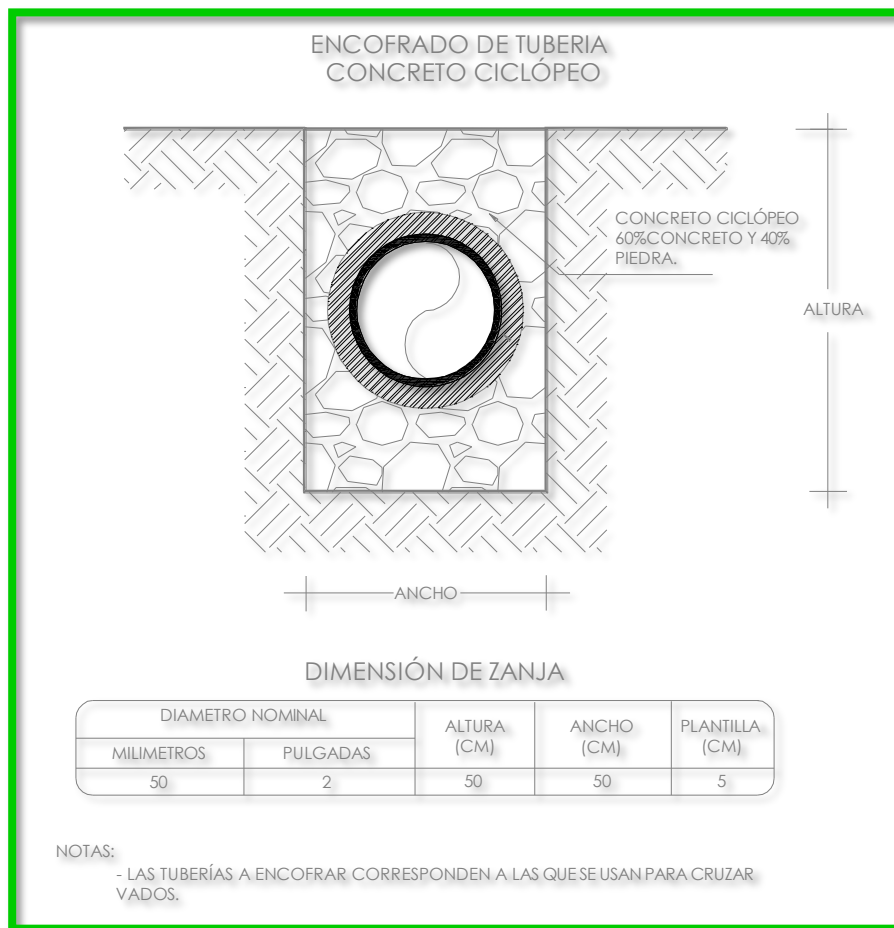 ENCOFRADO DE TUBERIA
CONCRETO CICLÓPEO
CONCRETO CICLÓPEO
60%CONCRETO Y 40%
PIEDRA.
ALTURA
ANCHO
DIMENSIÓN DE ZANJA
DIAMETRO NOMINAL
ALTURA (CM)
ANCHO (CM)
PLANTILLA (CM)
MILIMETROS PULGADAS
50 2 50 50 5
NOTAS:
- LAS TUBERÍAS A ENCOFRAR CORRESPONDEN A LAS QUE SE USAN PARA CRUZAR
VADOS.